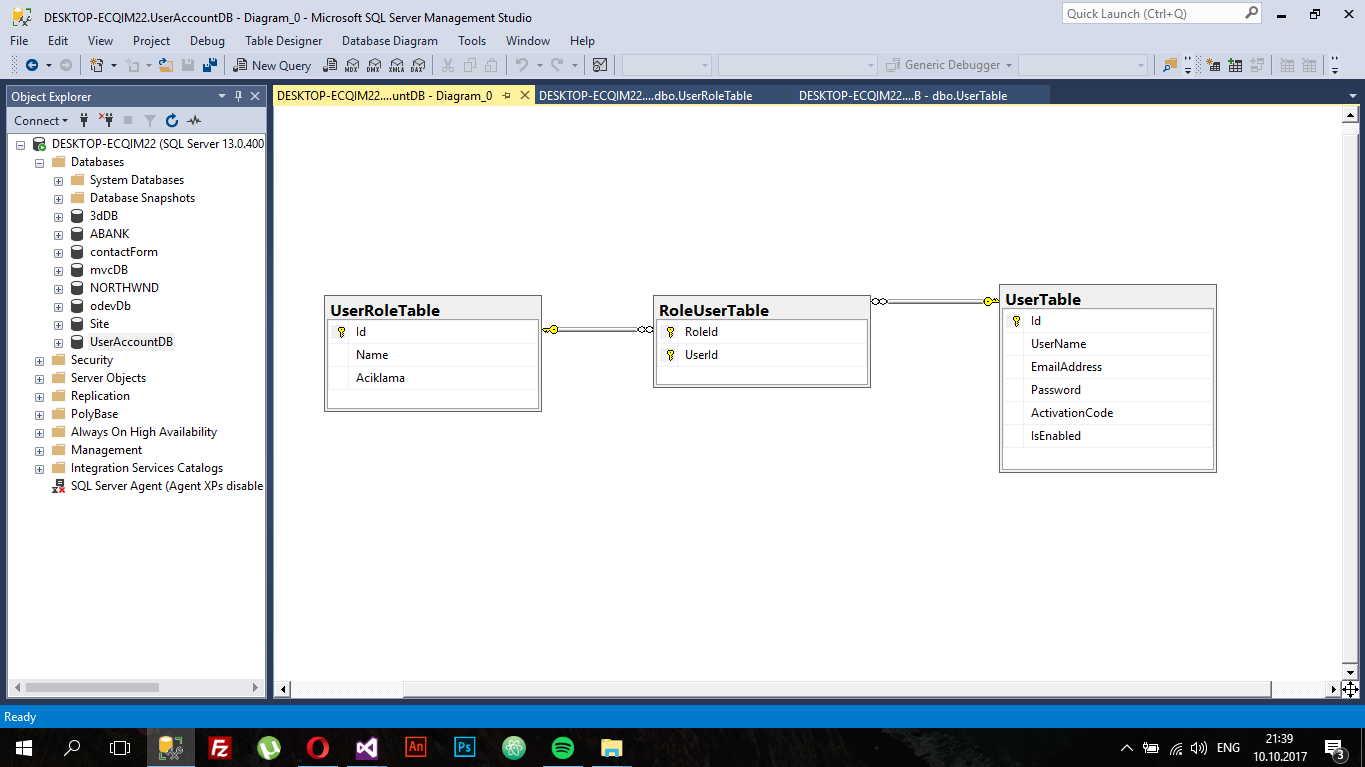 DESKTOP-ECQIM22.UserAccountDB - Diagram_0 - Microsoft SQL Server Management Studio
Quick Launch (Ctrl+Q)
File Edit View Project Debug Table Designer Database Diagram Tools Window Help
New Query MDX DMX XMLA DAX Generic Debugger
Object Explorer
DESKTOP-ECQIM22....untDB - Diagram_0
DESKTOP-ECQIM22....dbo.UserRoleTable
DESKTOP-ECQIM22....B - dbo.UserTable
Connect
DESKTOP-ECQIM22 (SQL Server 13.0.400
Databases
System Databases
Database Snapshots
3dDB
ABANK
contactForm
mvcDB
NORTHWND
odevDb
Site
UserAccountDB
Security
Server Objects
Replication
PolyBase
Always On High Availability
Management
Integration Services Catalogs
SQL Server Agent (Agent XPs disable
UserRoleTable
Id
Name
Aciklama
RoleUserTable
RoleId
UserId
UserTable
Id
UserName
EmailAddress
Password
ActivationCode
IsEnabled
Ready
Fz
An
Ps
ENG
21:39
10.10.2017
3